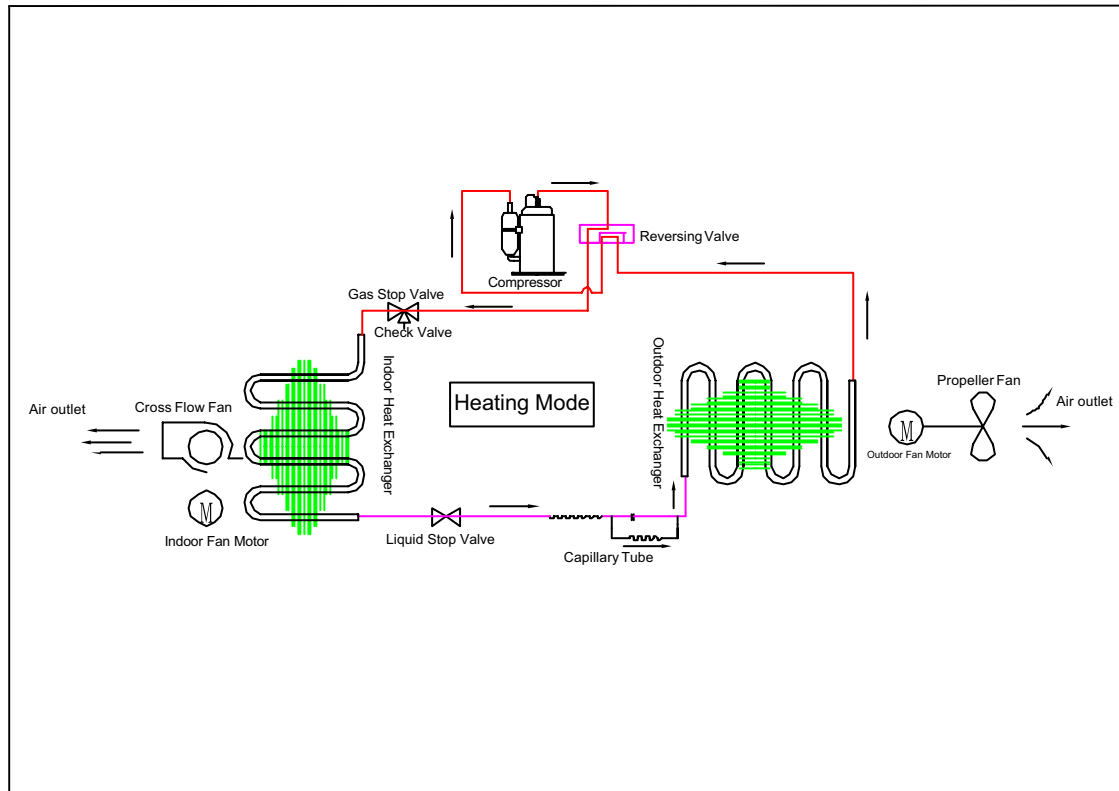 Reversing Valve
Compressor
Gas Stop Valve
Check Valve
Indoor Heat Exchanger
Outdoor Heat Exchanger
Heating Mode
Propeller Fan
Air outlet
Air outlet
Cross Flow Fan
M
Outdoor Fan Motor
M
Indoor Fan Motor
Liquid Stop Valve
Capillary Tube